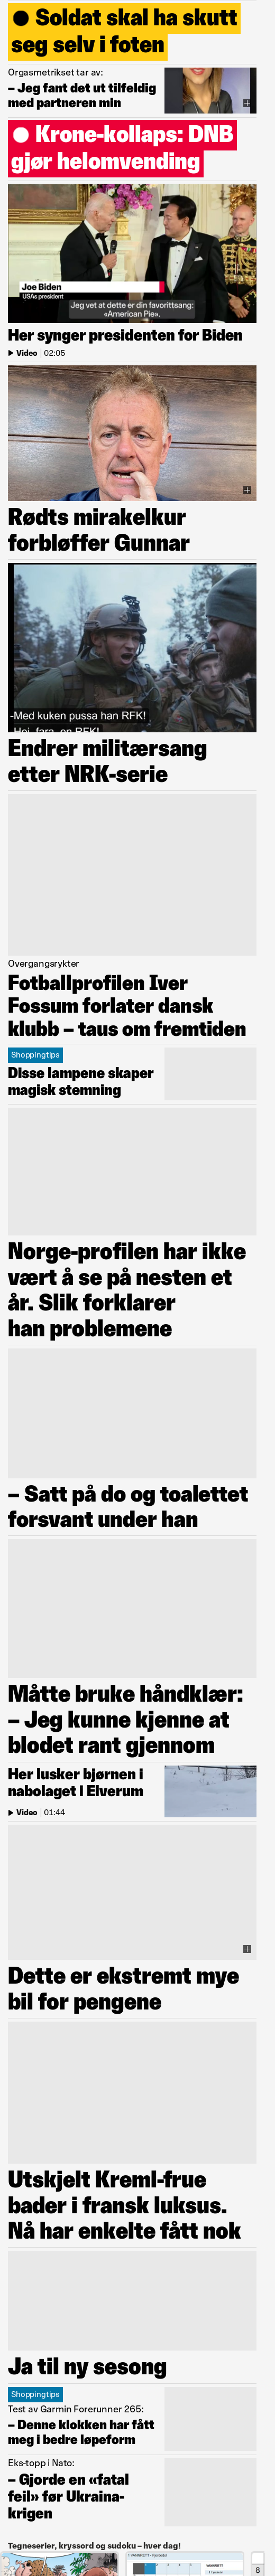 ● Soldat skal ha skutt
seg selv i foten
Orgasmetrikset tar av:
– Jeg fant det ut tilfeldig
med partneren min
● Krone-kollaps: DNB
gjør helomvending
Joe Biden
USAs president
Jeg vet at dette er din favorittsang:
«American Pie».
Her synger presidenten for Biden
Video | 02:05
Rødts mirakelkur
forbløffer Gunnar
-Med kuken pussa han RFK!
Hei, fara, en RFK!
Endrer militærsang
etter NRK-serie
Overgangsrykter
Fotballprofilen Iver
Fossum forlater dansk
klubb – taus om fremtiden
Shoppingtips
Disse lampene skaper
magisk stemning
Norge-profilen har ikke
vært å se på nesten et
år. Slik forklarer
han problemene
– Satt på do og toalettet
forsvant under han
Måtte bruke håndklær:
– Jeg kunne kjenne at
blodet rant gjennom
Her lusker bjørnen i
nabolaget i Elverum
Video | 01:44
Dette er ekstremt mye
bil for pengene
Utskjelt Kreml-frue
bader i fransk luksus.
Nå har enkelte fått nok
Ja til ny sesong
Shoppingtips
Test av Garmin Forerunner 265:
– Denne klokken har fått
meg i bedre løpeform
Eks-topp i Nato:
– Gjorde en «fatal
feil» før Ukraina-
krigen
Tegneserier, kryssord og sudoku – hver dag!
8